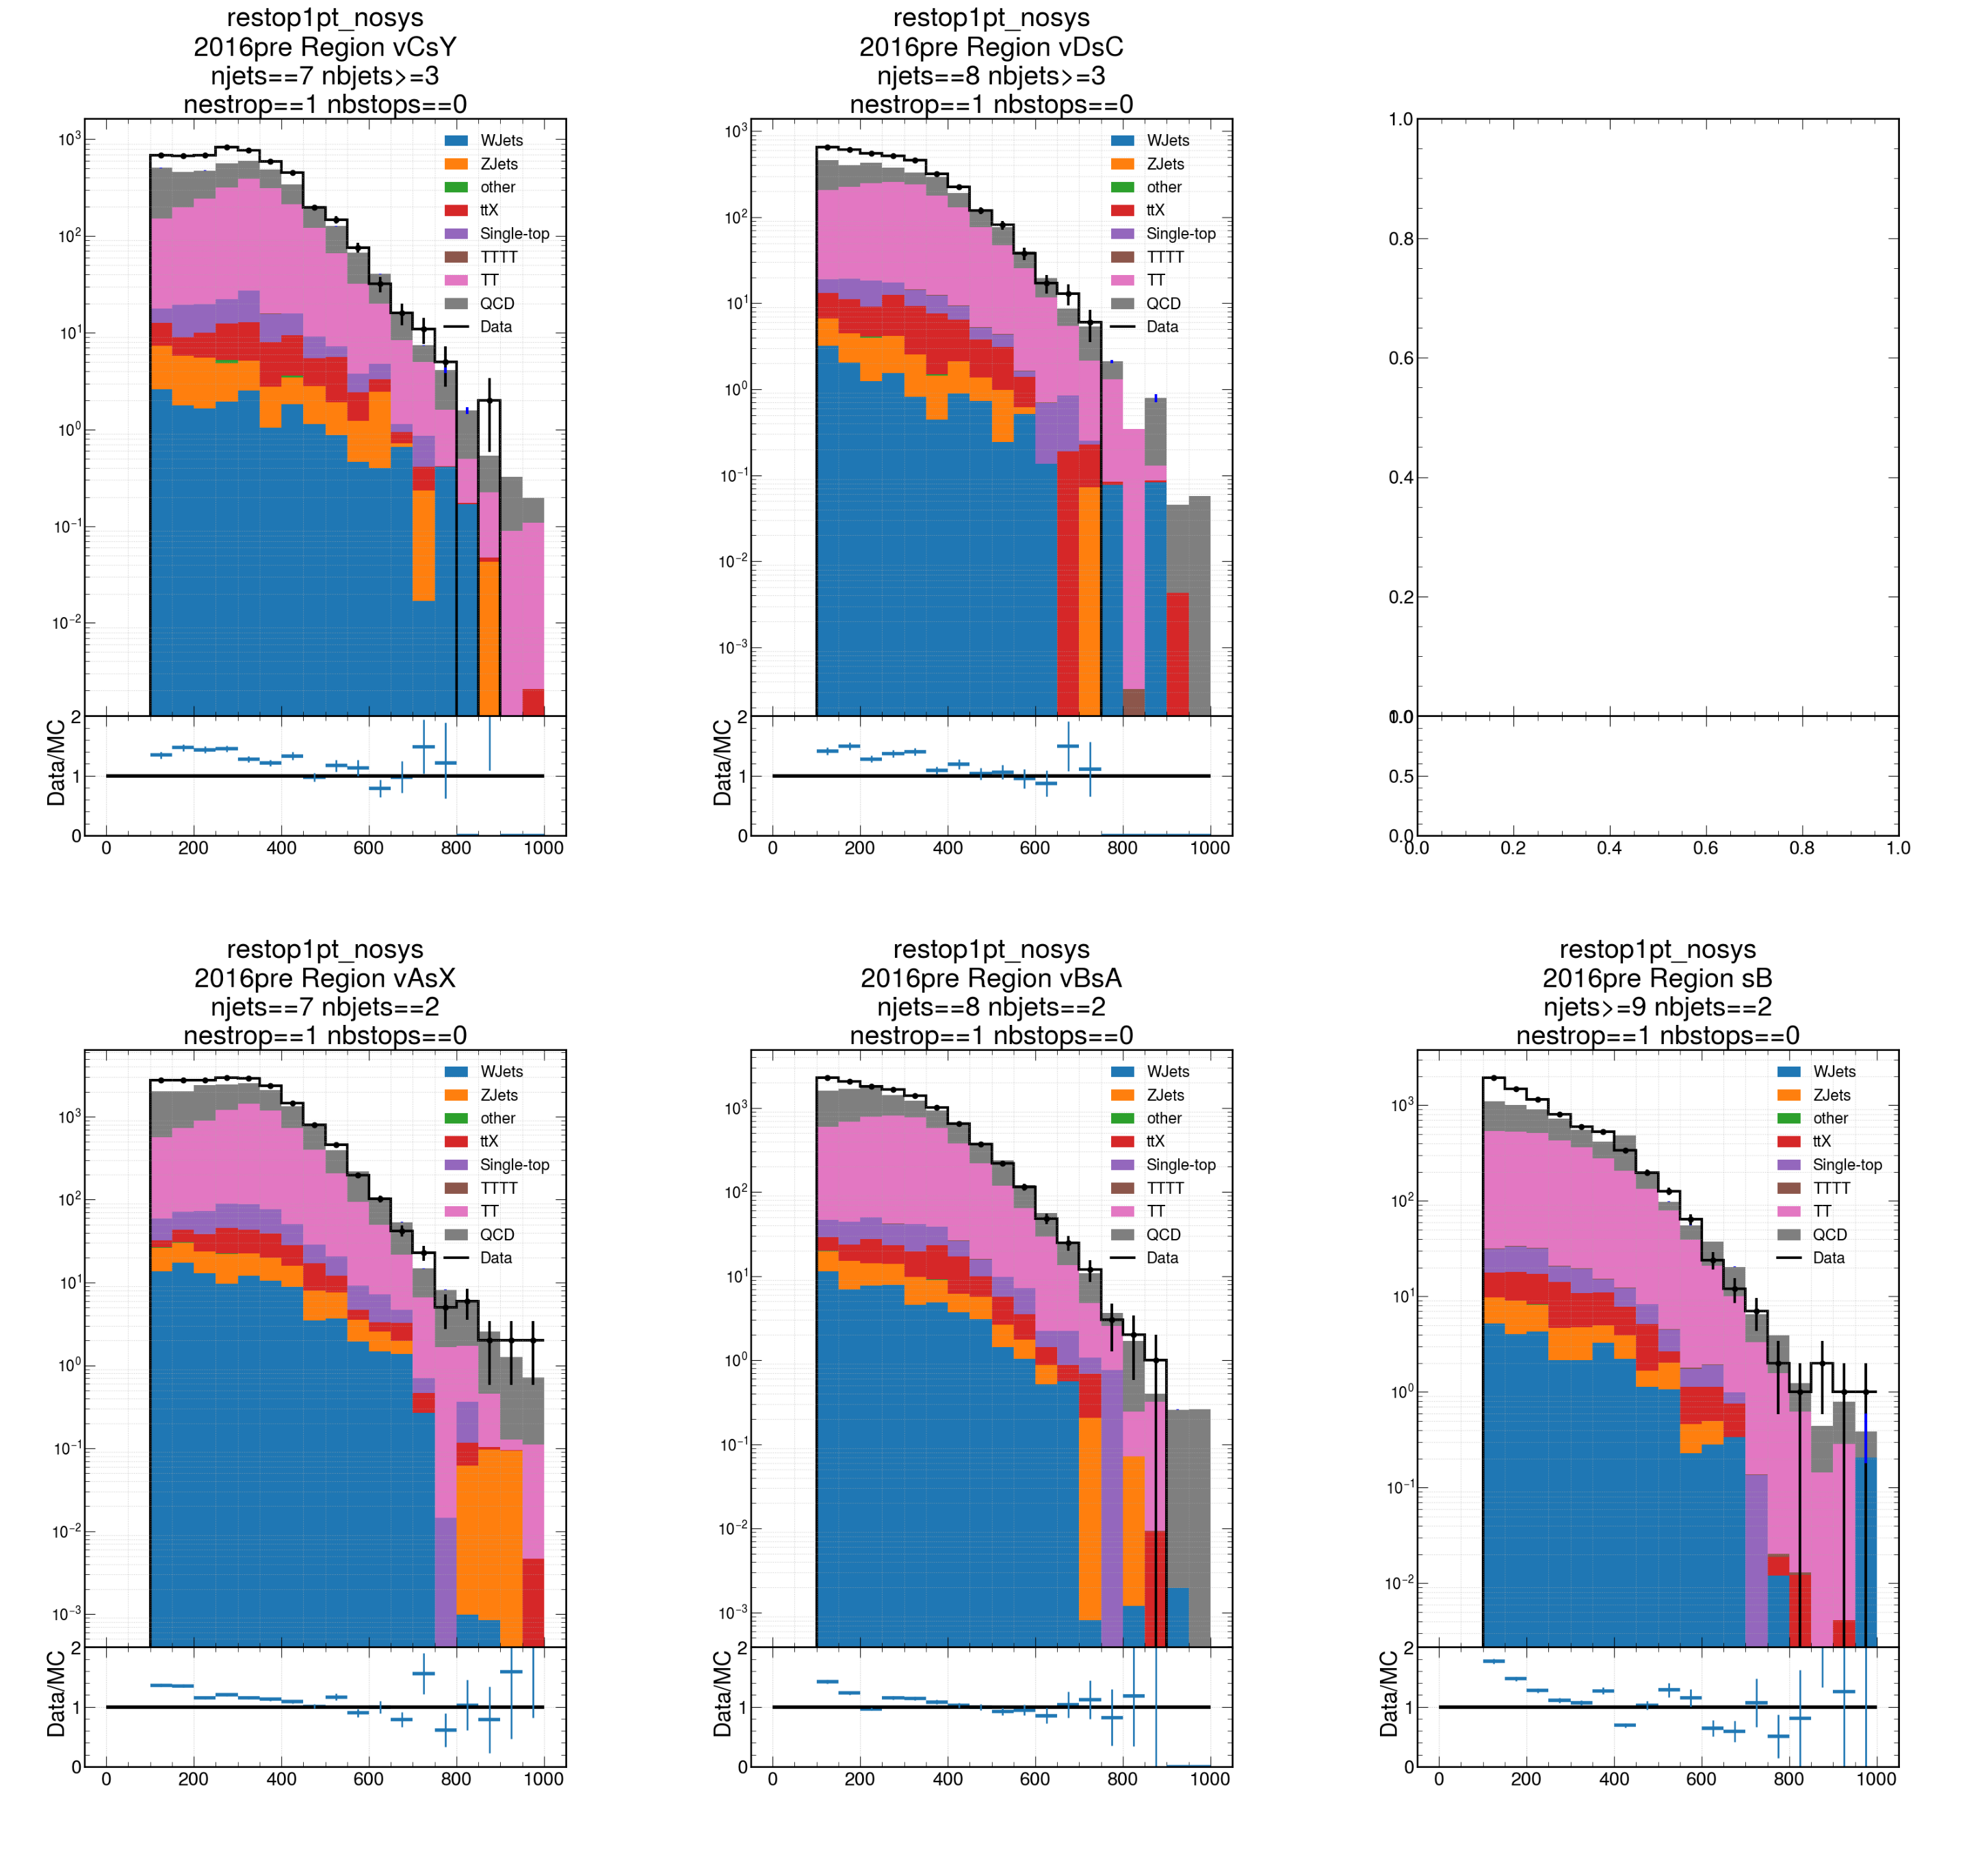 restop1pt_nosys
2016pre Region vCsY
njets==7 nbjets>=3
nestrop==1 nbstops==0
10³
10²
10¹
10⁰
10⁻¹
10⁻²
WJets
ZJets
other
ttX
Single-top
TTTT
TT
QCD
Data
Data/MC
2
1
0
0 200 400 600 800 1000
restop1pt_nosys
2016pre Region vDsC
njets==8 nbjets>=3
nestrop==1 nbstops==0
10³
10²
10¹
10⁰
10⁻¹
10⁻²
10⁻³
WJets
ZJets
other
ttX
Single-top
TTTT
TT
QCD
Data
Data/MC
2
1
0
0 200 400 600 800 1000
1.0
0.8
0.6
0.4
0.2
0.0
1.0
0.5
0.0
0.0 0.2 0.4 0.6 0.8 1.0
restop1pt_nosys
2016pre Region vAsX
njets==7 nbjets==2
nestrop==1 nbstops==0
10³
10²
10¹
10⁰
10⁻¹
10⁻²
10⁻³
WJets
ZJets
other
ttX
Single-top
TTTT
TT
QCD
Data
Data/MC
2
1
0
0 200 400 600 800 1000
restop1pt_nosys
2016pre Region vBsA
njets==8 nbjets==2
nestrop==1 nbstops==0
10³
10²
10¹
10⁰
10⁻¹
10⁻²
10⁻³
WJets
ZJets
other
ttX
Single-top
TTTT
TT
QCD
Data
Data/MC
2
1
0
0 200 400 600 800 1000
restop1pt_nosys
2016pre Region sB
njets>=9 nbjets==2
nestrop==1 nbstops==0
10³
10²
10¹
10⁰
10⁻¹
10⁻²
WJets
ZJets
other
ttX
Single-top
TTTT
TT
QCD
Data
Data/MC
2
1
0
0 200 400 600 800 1000